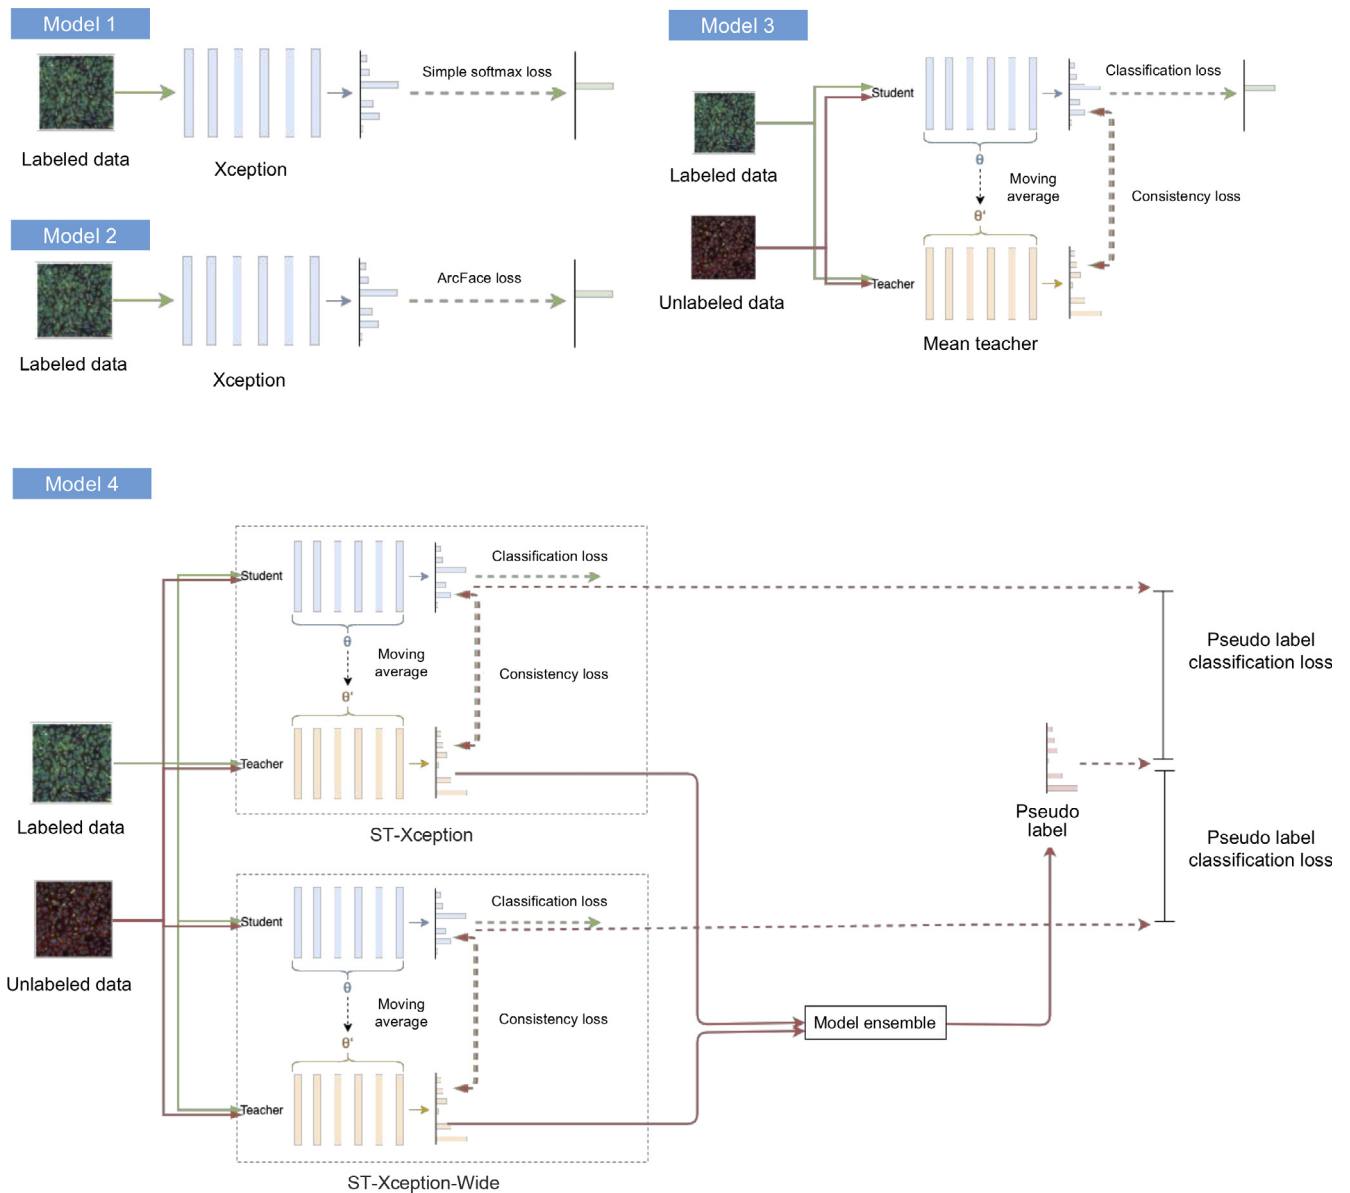 Model 1
Simple softmax loss
Labeled data
Xception
Model 2
ArcFace loss
Labeled data
Xception
Model 3
Student
Classification loss
Labeled data
θ
Moving
average
Consistency loss
θ'
Unlabeled data
Teacher
Mean teacher
Model 4
Student
Classification loss
θ
Moving
average
Consistency loss
θ'
Teacher
ST-Xception
Labeled data
Unlabeled data
Student
Classification loss
θ
Moving
average
Consistency loss
θ'
Teacher
ST-Xception-Wide
Model ensemble
Pseudo
label
Pseudo label
classification loss
Pseudo label
classification loss